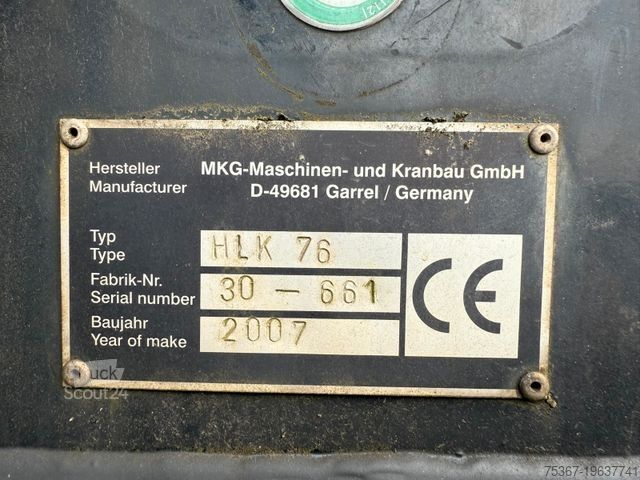 Hersteller
Manufacturer
MKG-Maschinen- und Kranbau GmbH
D-49681 Garrel / Germany
Typ
Type
HLK 76
Fabrik-Nr.
Serial number
30 - 661
Baujahr
Year of make
2007
CE
Truck
Scout24
75367-19637741